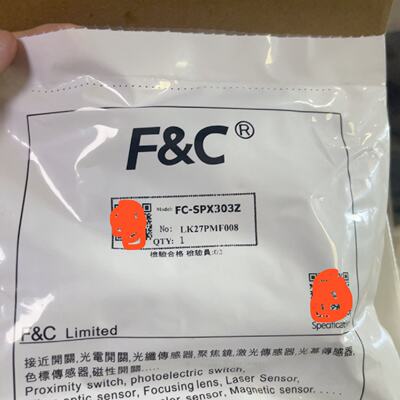 F&C®
Model: FC-SPX303Z
No: LK27PMF008
QTY: 1
檢驗合格 檢驗員:02
F&C Limited
接近開關,光電開關,光纖傳感器,聚焦鏡,激光傳感器,光幕傳感器,
色標傳感器,磁性開關.....
Proximity switch, photoelectric switch,
optic sensor, Focusing lens, Laser Sensor,
sensor, Magnetic sensor.....